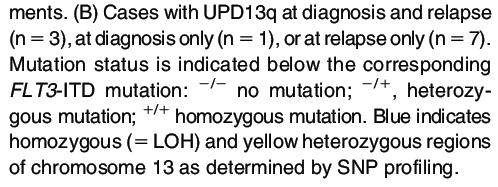 ments. (B) Cases with UPD13q at diagnosis and relapse
(n = 3), at diagnosis only (n = 1), or at relapse only (n = 7).
Mutation status is indicated below the corresponding
FLT3-ITD mutation: −/− no mutation; −/+, heterozy-
gous mutation; +/+ homozygous mutation. Blue indicates
homozygous (= LOH) and yellow heterozygous regions
of chromosome 13 as determined by SNP profiling.